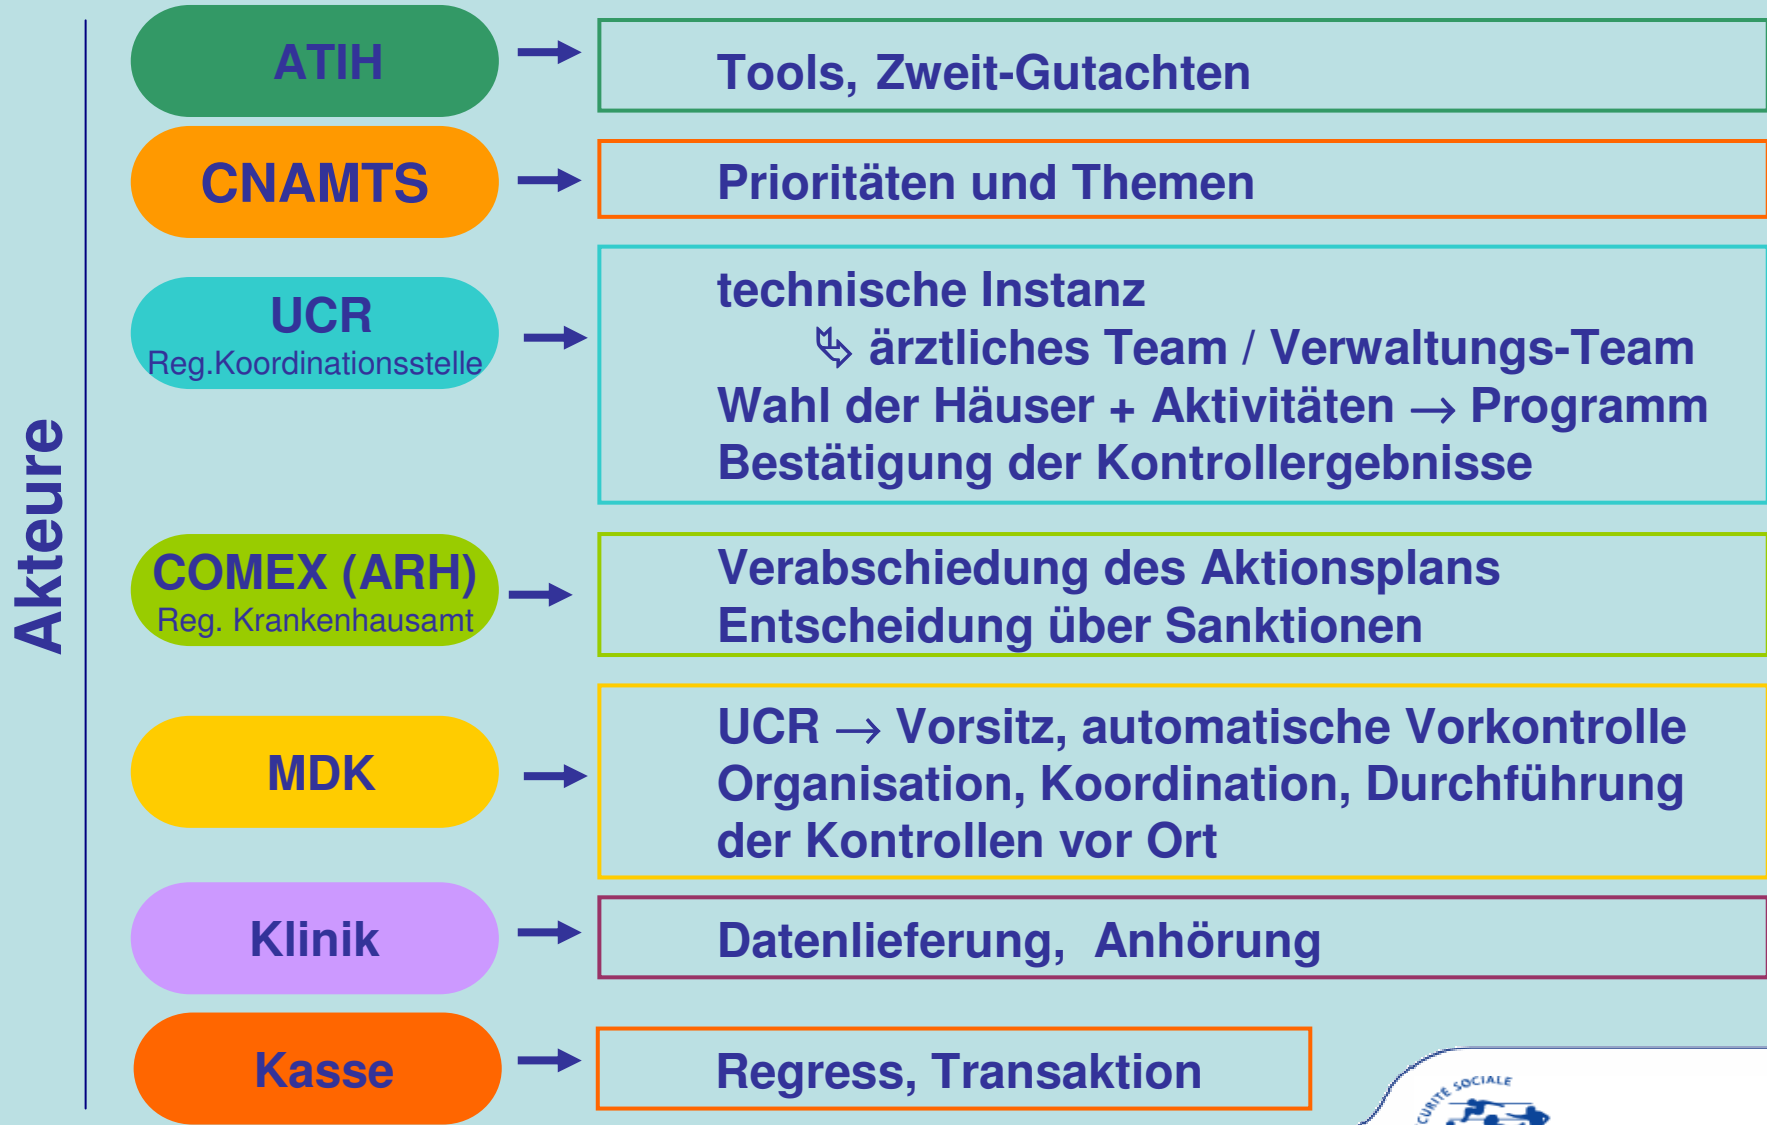 Akteure
ATIH
Tools, Zweit-Gutachten
CNAMTS
Prioritäten und Themen
UCR
Reg.Koordinationsstelle
technische Instanz
ärztliches Team / Verwaltungs-Team
Wahl der Häuser + Aktivitäten → Programm
Bestätigung der Kontrollergebnisse
COMEX (ARH)
Reg. Krankenhausamt
Verabschiedung des Aktionsplans
Entscheidung über Sanktionen
MDK
UCR → Vorsitz, automatische Vorkontrolle
Organisation, Koordination, Durchführung
der Kontrollen vor Ort
Klinik
Datenlieferung, Anhörung
Kasse
Regress, Transaktion
CURITÉ SOCIALE